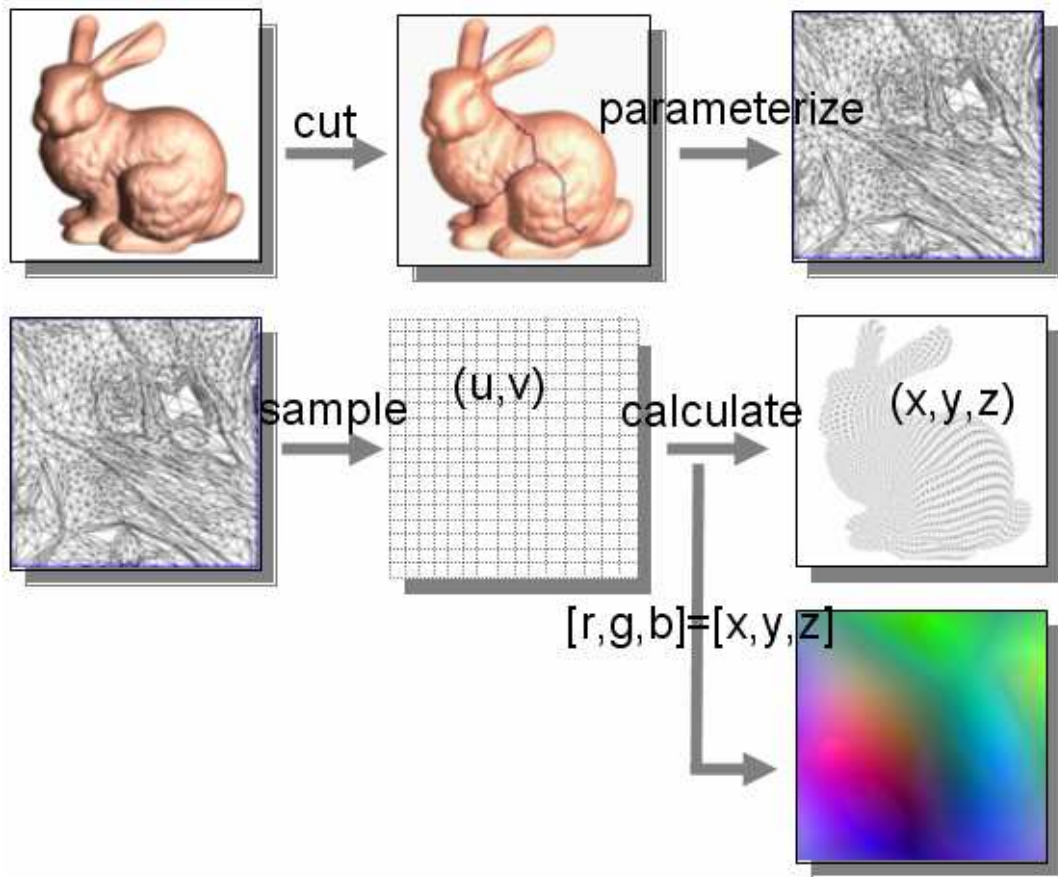 cut
parameterize
sample
(u,v)
calculate
(x,y,z)
[r,g,b]=[x,y,z]